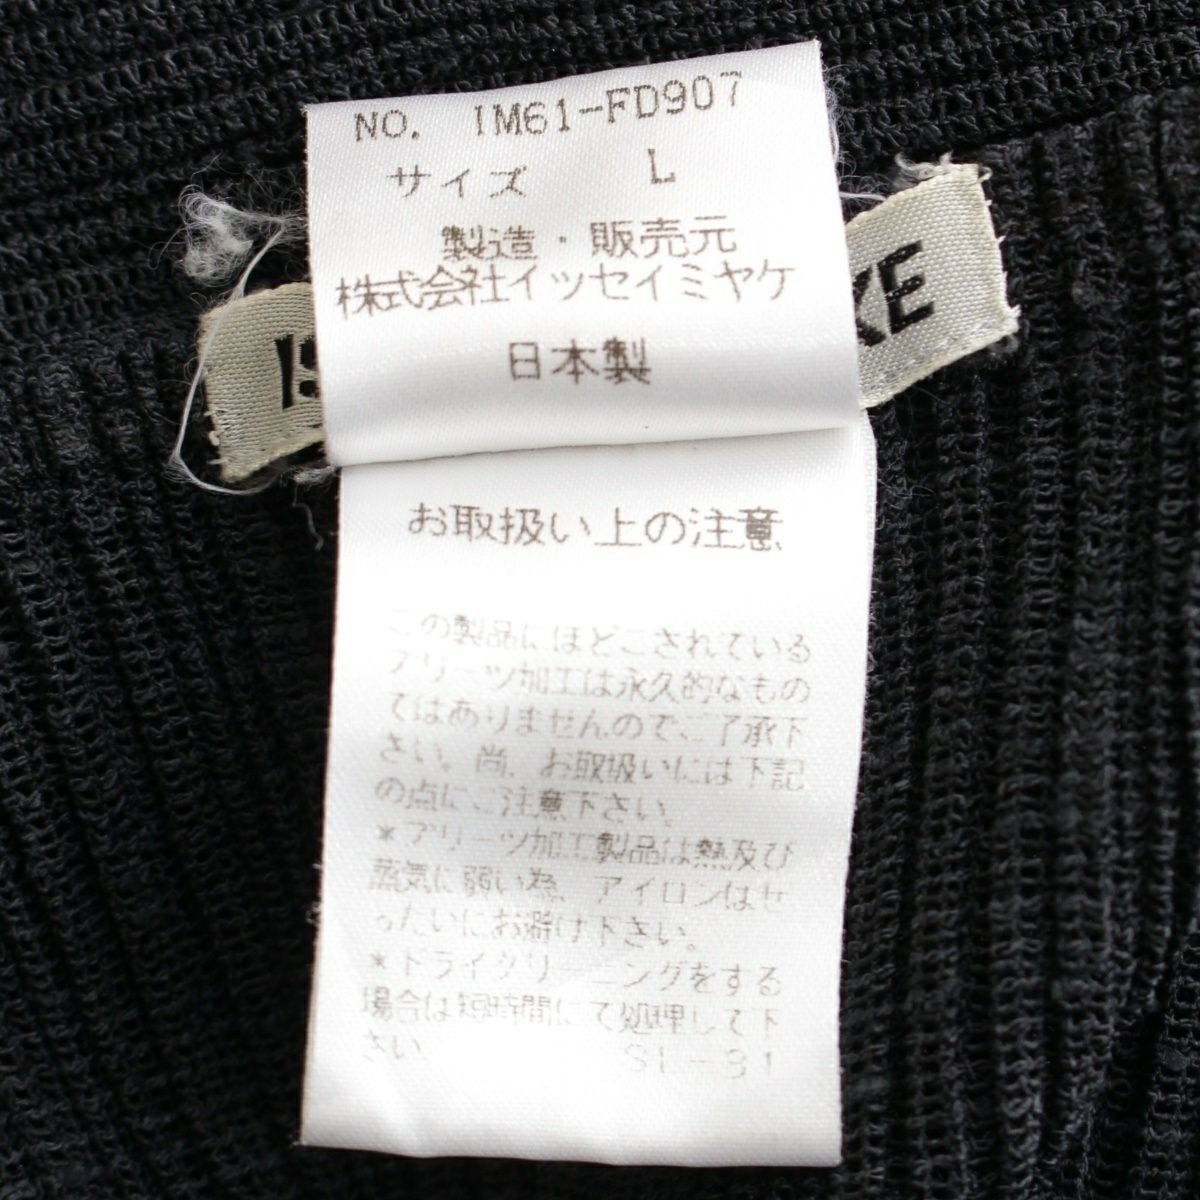 NO. IM61-FD907
サイズ L
製造・販売元
株式会社イッセイミヤケ
日本製
IS KE
お取扱い上の注意
この製品にほどこされている
プリーツ加工は永久的なもの
ではありませんのでご了承下
さい。尚、お取扱いには下記
の点にご注意下さい。
*プリーツ加工製品は熱及び
蒸気に弱い為、アイロンはぜ
ったいにお避け下さい。
*ドライクリーニングをする
場合は短時間にて処理して下
さい。 SL-31